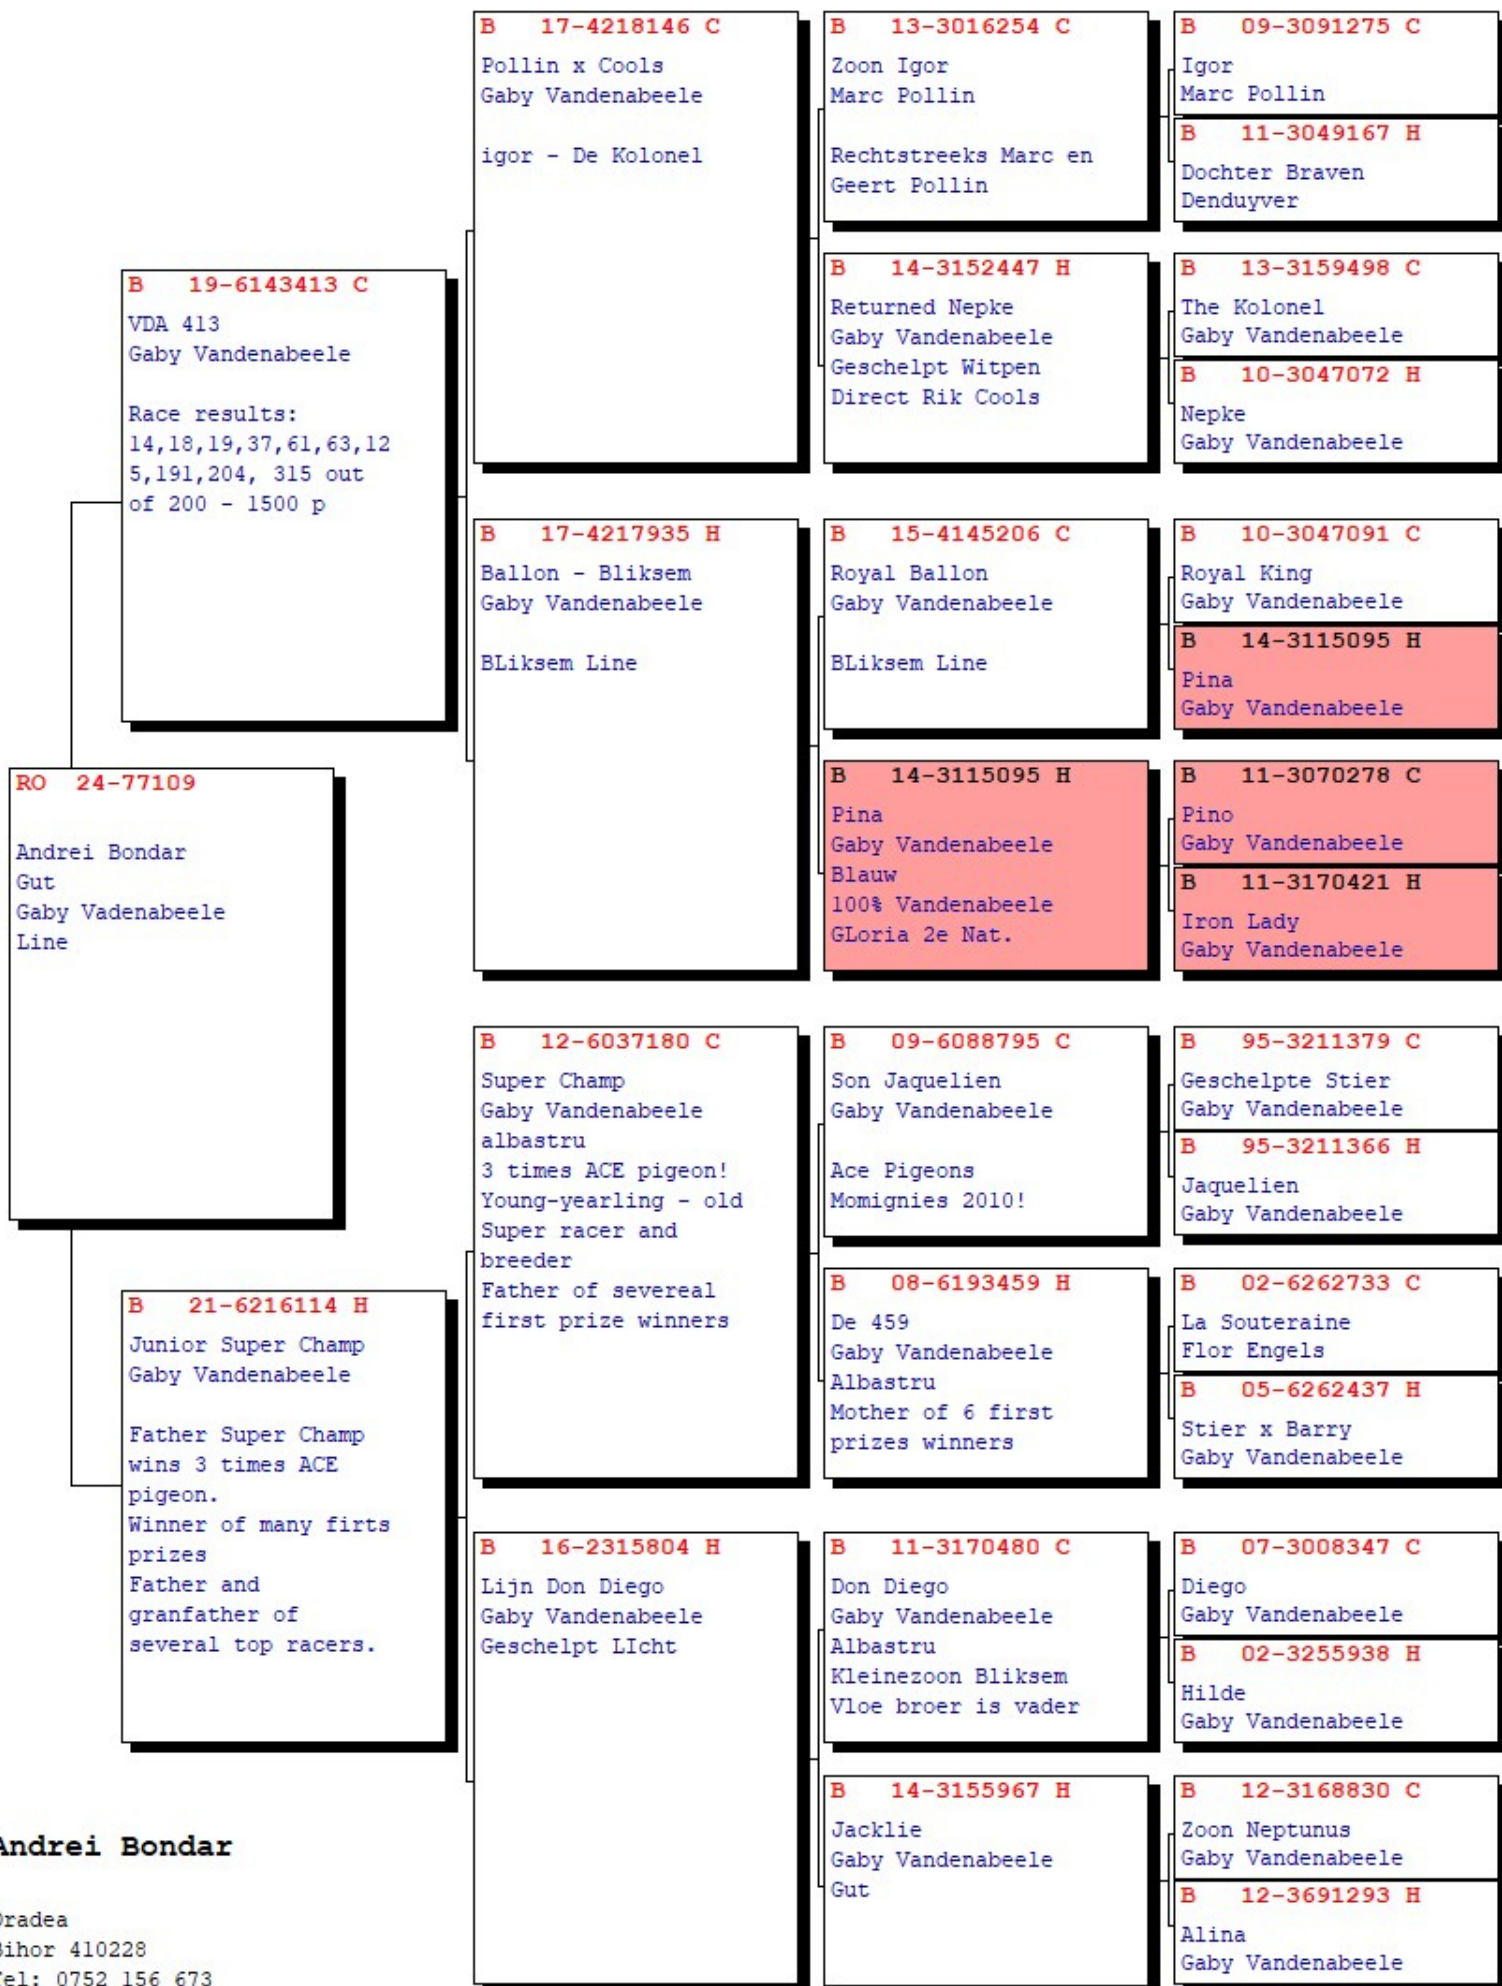 B 17-4218146 C
Pollin x Cools
Gaby Vandenabeele
igor - De Kolonel
B 13-3016254 C
Zoon Igor
Marc Pollin
Rechtstreeks Marc en
Geert Pollin
B 09-3091275 C
Igor
Marc Pollin
B 11-3049167 H
Dochter Braven
Denduyver
B 14-3152447 H
Returned Nepke
Gaby Vandenabeele
Geschelpt Witpen
Direct Rik Cools
B 13-3159498 C
The Kolonel
Gaby Vandenabeele
B 10-3047072 H
Nepke
Gaby Vandenabeele
B 19-6143413 C
VDA 413
Gaby Vandenabeele
Race results:
14,18,19,37,61,63,12
5,191,204, 315 out
of 200 - 1500 p
B 17-4217935 H
Ballon - Bliksem
Gaby Vandenabeele
BLiksem Line
B 15-4145206 C
Royal Ballon
Gaby Vandenabeele
BLiksem Line
B 10-3047091 C
Royal King
Gaby Vandenabeele
B 14-3115095 H
Pina
Gaby Vandenabeele
B 14-3115095 H
Pina
Gaby Vandenabeele
Blauw
100% Vandenabeele
GLoria 2e Nat.
B 11-3070278 C
Pino
Gaby Vandenabeele
B 11-3170421 H
Iron Lady
Gaby Vandenabeele
RO 24-77109
Andrei Bondar
Gut
Gaby Vadenabeele
Line
B 12-6037180 C
Super Champ
Gaby Vandenabeele
albastru
3 times ACE pigeon!
Young-yearling - old
Super racer and
breeder
Father of severeal
first prize winners
B 09-6088795 C
Son Jaquelien
Gaby Vandenabeele
Ace Pigeons
Momignies 2010!
B 95-3211379 C
Geschelpte Stier
Gaby Vandenabeele
B 95-3211366 H
Jaquelien
Gaby Vandenabeele
B 08-6193459 H
De 459
Gaby Vandenabeele
Albastru
Mother of 6 first
prizes winners
B 02-6262733 C
La Souteraine
Flor Engels
B 05-6262437 H
Stier x Barry
Gaby Vandenabeele
B 21-6216114 H
Junior Super Champ
Gaby Vandenabeele
Father Super Champ
wins 3 times ACE
pigeon.
Winner of many firts
prizes
Father and
granfather of
several top racers.
B 16-2315804 H
Lijn Don Diego
Gaby Vandenabeele
Geschelpt LIcht
B 11-3170480 C
Don Diego
Gaby Vandenabeele
Albastru
Kleinezoon Bliksem
Vloe broer is vader
B 07-3008347 C
Diego
Gaby Vandenabeele
B 02-3255938 H
Hilde
Gaby Vandenabeele
B 14-3155967 H
Jacklie
Gaby Vandenabeele
Gut
B 12-3168830 C
Zoon Neptunus
Gaby Vandenabeele
B 12-3691293 H
Alina
Gaby Vandenabeele
Andrei Bondar
Oradea
Bihor 410228
Tel: 0752 156 673